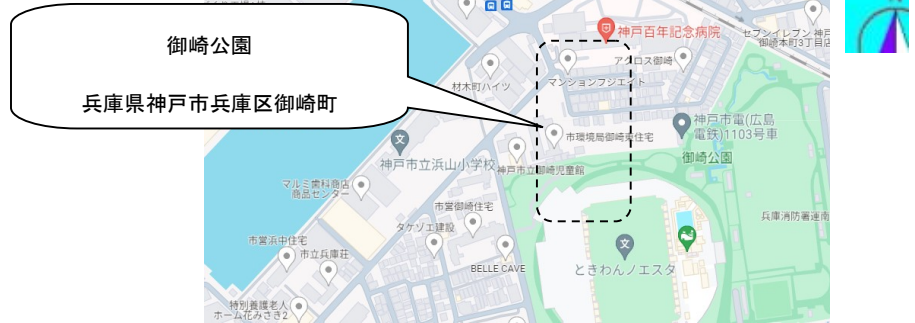 御崎公園
兵庫県神戸市兵庫区御崎町
神戸百年記念病院
セブンイレブン 神戸
御崎本町3丁目店
アクロス御崎
材木町ハイツ
マンションフジエイト
神戸市電(広島
電鉄)1103号車
市環境局御崎東住宅
御崎公園
神戸市立浜山小学校
神戸市立御崎児童館
マルミ歯科商店
商品センター
市営御崎住宅
兵庫消防署運南
タケゾエ建設
市営浜中住宅
市立兵庫荘
BELLE CAVE
ときわんノエスタ
特別養護老人
ホーム花みさき2
N